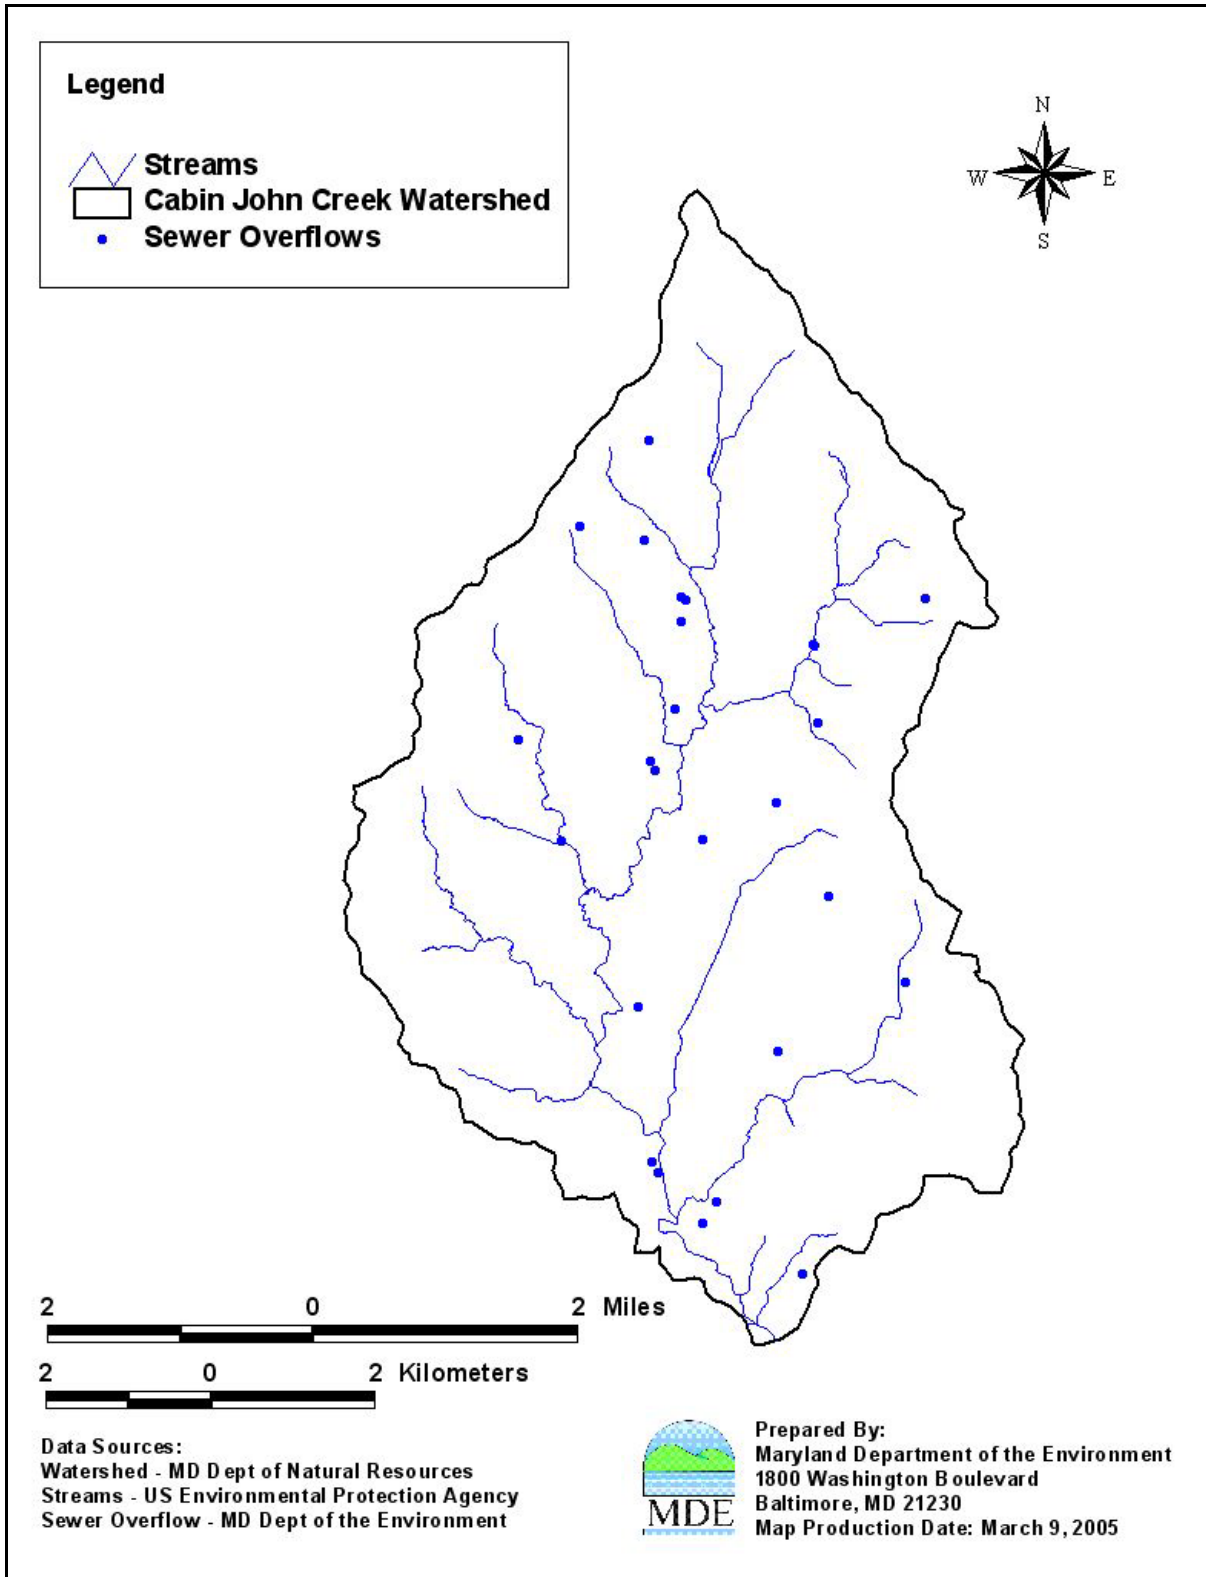 Legend
Streams
Cabin John Creek Watershed
Sewer Overflows
N
W E
S
2 0 2 Miles
2 0 2 Kilometers
Data Sources:
Watershed - MD Dept of Natural Resources
Streams - US Environmental Protection Agency
Sewer Overflow - MD Dept of the Environment
MDE
Prepared By:
Maryland Department of the Environment
1800 Washington Boulevard
Baltimore, MD 21230
Map Production Date: March 9, 2005